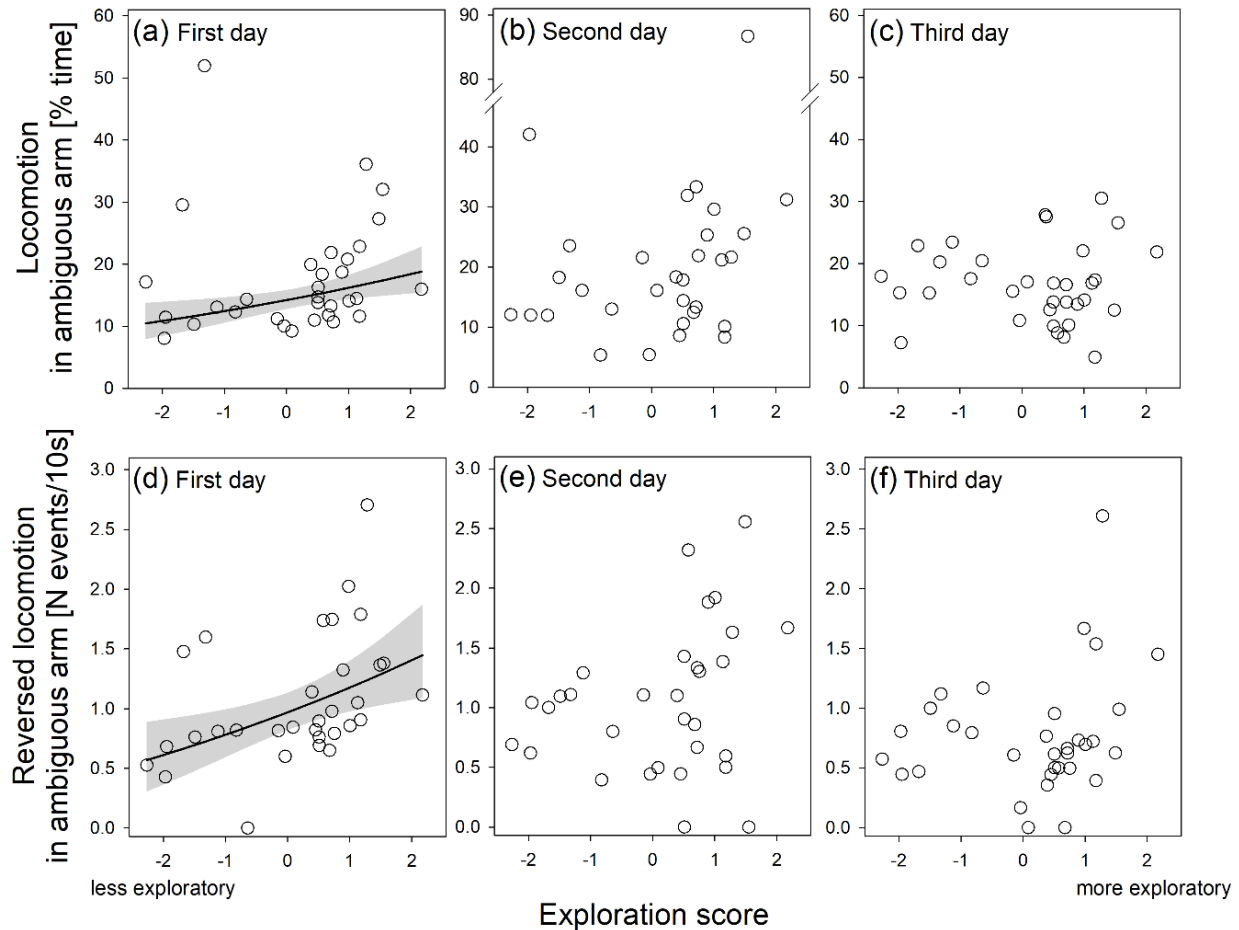 (a) First day
(b) Second day
(c) Third day
Locomotion
in ambiguous arm [% time]
60
50
40
30
20
10
0
-2 -1 0 1 2
90
80
40
30
20
10
0
-2 -1 0 1 2
60
50
40
30
20
10
0
-2 -1 0 1 2
(d) First day
(e) Second day
(f) Third day
Reversed locomotion
in ambiguous arm [N events/10s]
3.0
2.5
2.0
1.5
1.0
0.5
0.0
-2 -1 0 1 2
3.0
2.5
2.0
1.5
1.0
0.5
0.0
-2 -1 0 1 2
3.0
2.5
2.0
1.5
1.0
0.5
0.0
-2 -1 0 1 2
less exploratory
more exploratory
Exploration score